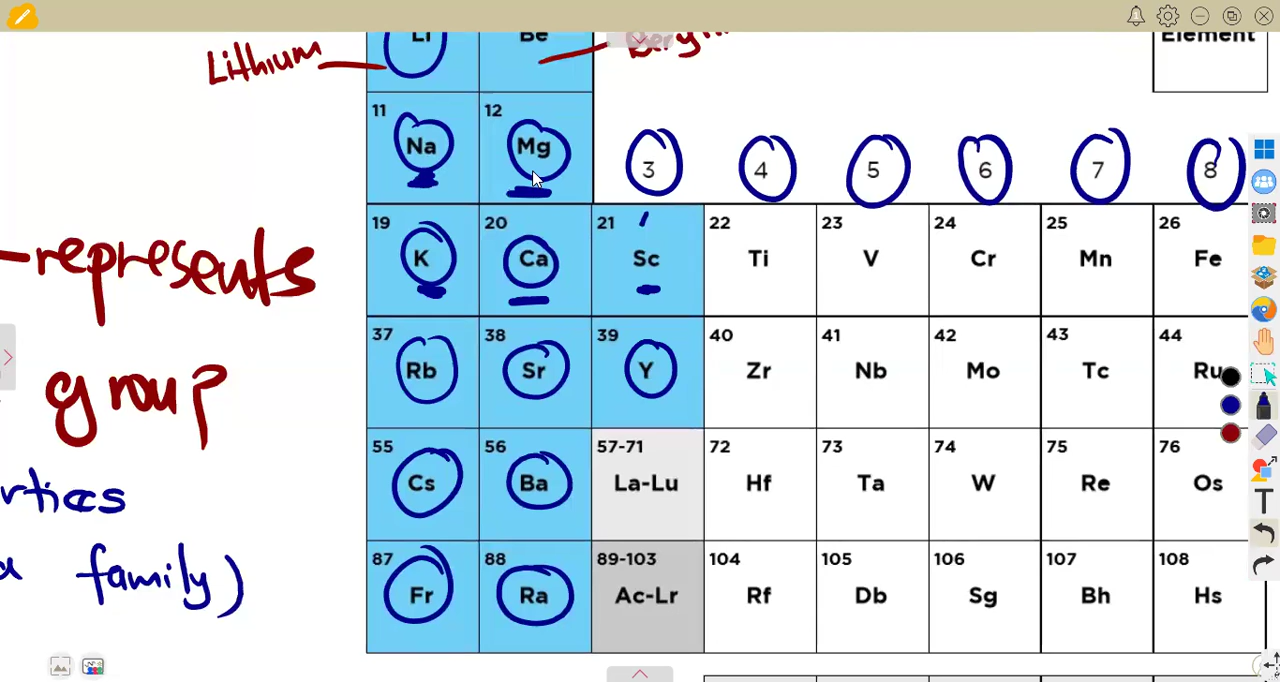 Li Be Element
Lithium
11 12
Na Mg 3 4 5 6 7 8
19 20 21 22 23 24 25 26
K Ca Sc Ti V Cr Mn Fe
represents
37 38 39 40 41 42 43 44
Rb Sr Y Zr Nb Mo Tc Ru
group
55 56 57-71 72 73 74 75 76
Cs Ba La-Lu Hf Ta W Re Os
87 88 89-103 104 105 106 107 108
Fr Ra Ac-Lr Rf Db Sg Bh Hs
family)
T